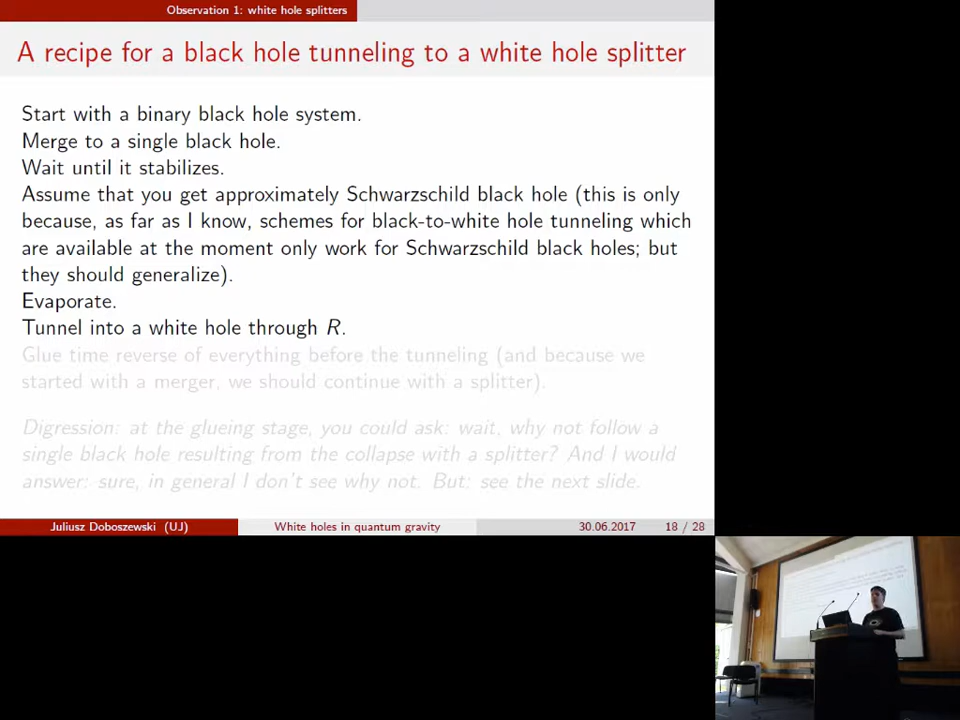 Observation 1: white hole splitters
A recipe for a black hole tunneling to a white hole splitter
Start with a binary black hole system.
Merge to a single black hole.
Wait until it stabilizes.
Assume that you get approximately Schwarzschild black hole (this is only
because, as far as I know, schemes for black-to-white hole tunneling which
are available at the moment only work for Schwarzschild black holes; but
they should generalize).
Evaporate.
Tunnel into a white hole through R.
Glue time reverse of everything before the tunneling (and because we
started with a merger, we should continue with a splitter).
Digression: at the glueing stage, you could ask: wait, why not follow a
single black hole resulting from the collapse with a splitter? And I would
answer: sure, in general I don't see why not. But: see the next slide.
Juliusz Doboszewski (UJ) White holes in quantum gravity 30.06.2017 18 / 28